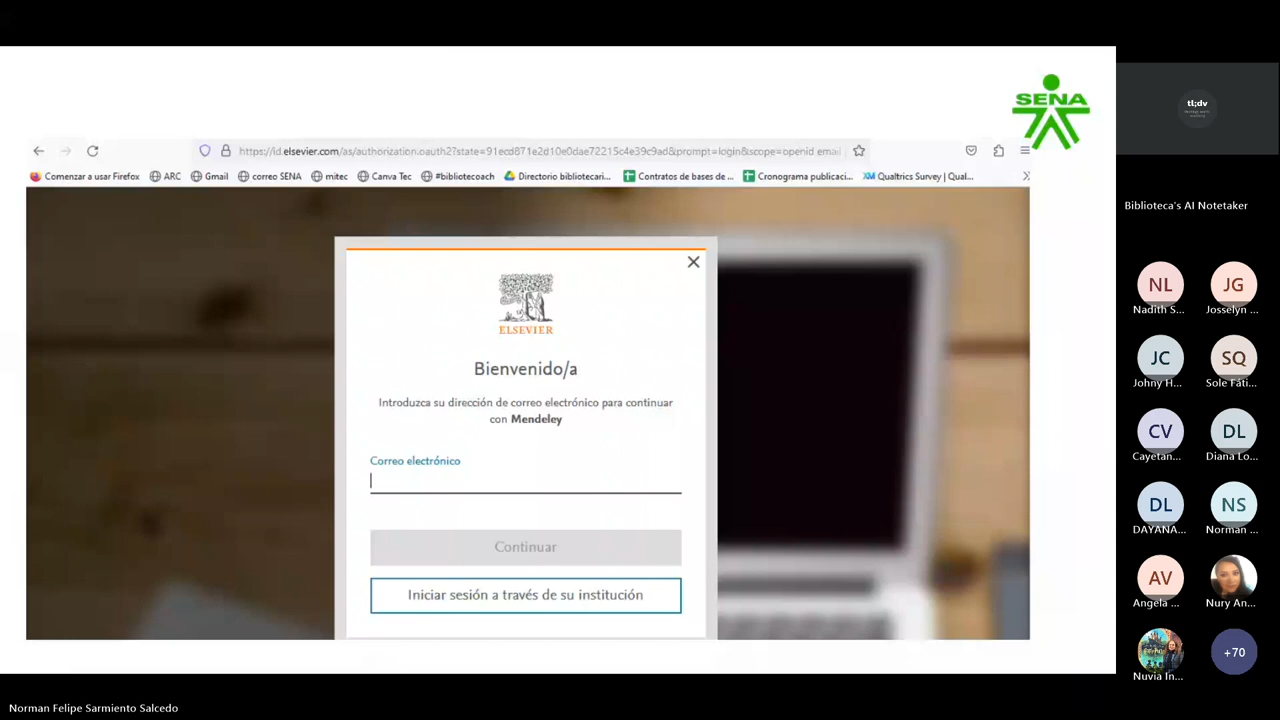 SENA
https://id.elsevier.com/as/authorization.oauth2?state=91ecd871e2d10e0dae72215c4e39c9ad&prompt=login&scope=openid emai
Comenzar a usar Firefox
ARC
Gmail
correo SENA
mitec
Canva Tec
#bibliotecoach
Directorio bibliotecari...
Contratos de bases de ...
Cronograma publicaci...
XM Qualtrics Survey | Qual...
ELSEVIER
Bienvenido/a
Introduzca su dirección de correo electrónico para continuar
con Mendeley
Correo electrónico
Continuar
Iniciar sesión a través de su institución
tl;dv
Biblioteca's AI Notetaker
NL
Nadith S...
JG
Josselyn ...
JC
Johny H...
SQ
Sole Fáti...
CV
Cayetan...
DL
Diana Lo...
DL
DAYANA...
NS
Norman ...
AV
Angela ...
Nury An...
Nuvia In...
+70
Norman Felipe Sarmiento Salcedo